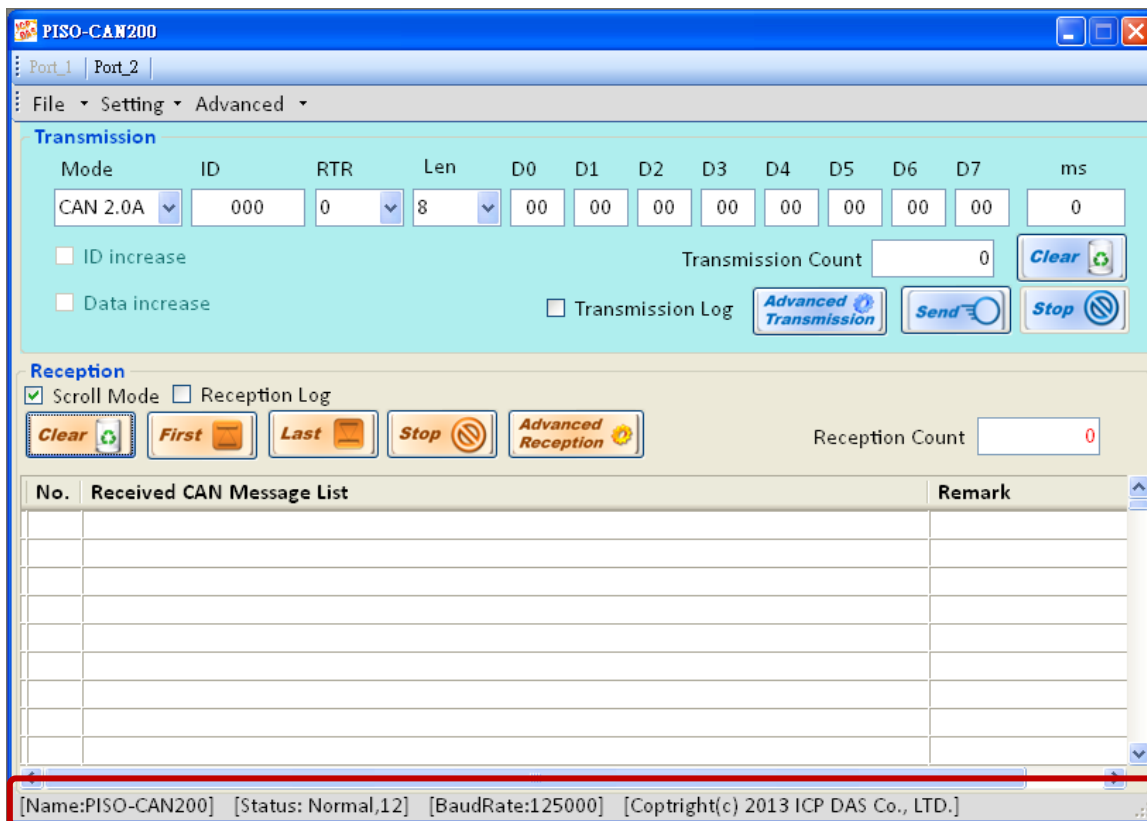 ICP DAS PISO-CAN200
Port_1 Port_2
File Setting Advanced
Transmission
Mode ID RTR Len D0 D1 D2 D3 D4 D5 D6 D7 ms
CAN 2.0A 000 0 8 00 00 00 00 00 00 00 00 0
ID increase Transmission Count 0 Clear
Data increase Transmission Log Advanced Transmission Send Stop
Reception
Scroll Mode Reception Log
Clear First Last Stop Advanced Reception Reception Count 0
No. Received CAN Message List Remark
[Name:PISO-CAN200] [Status: Normal,12] [BaudRate:125000] [Coptright(c) 2013 ICP DAS Co., LTD.]